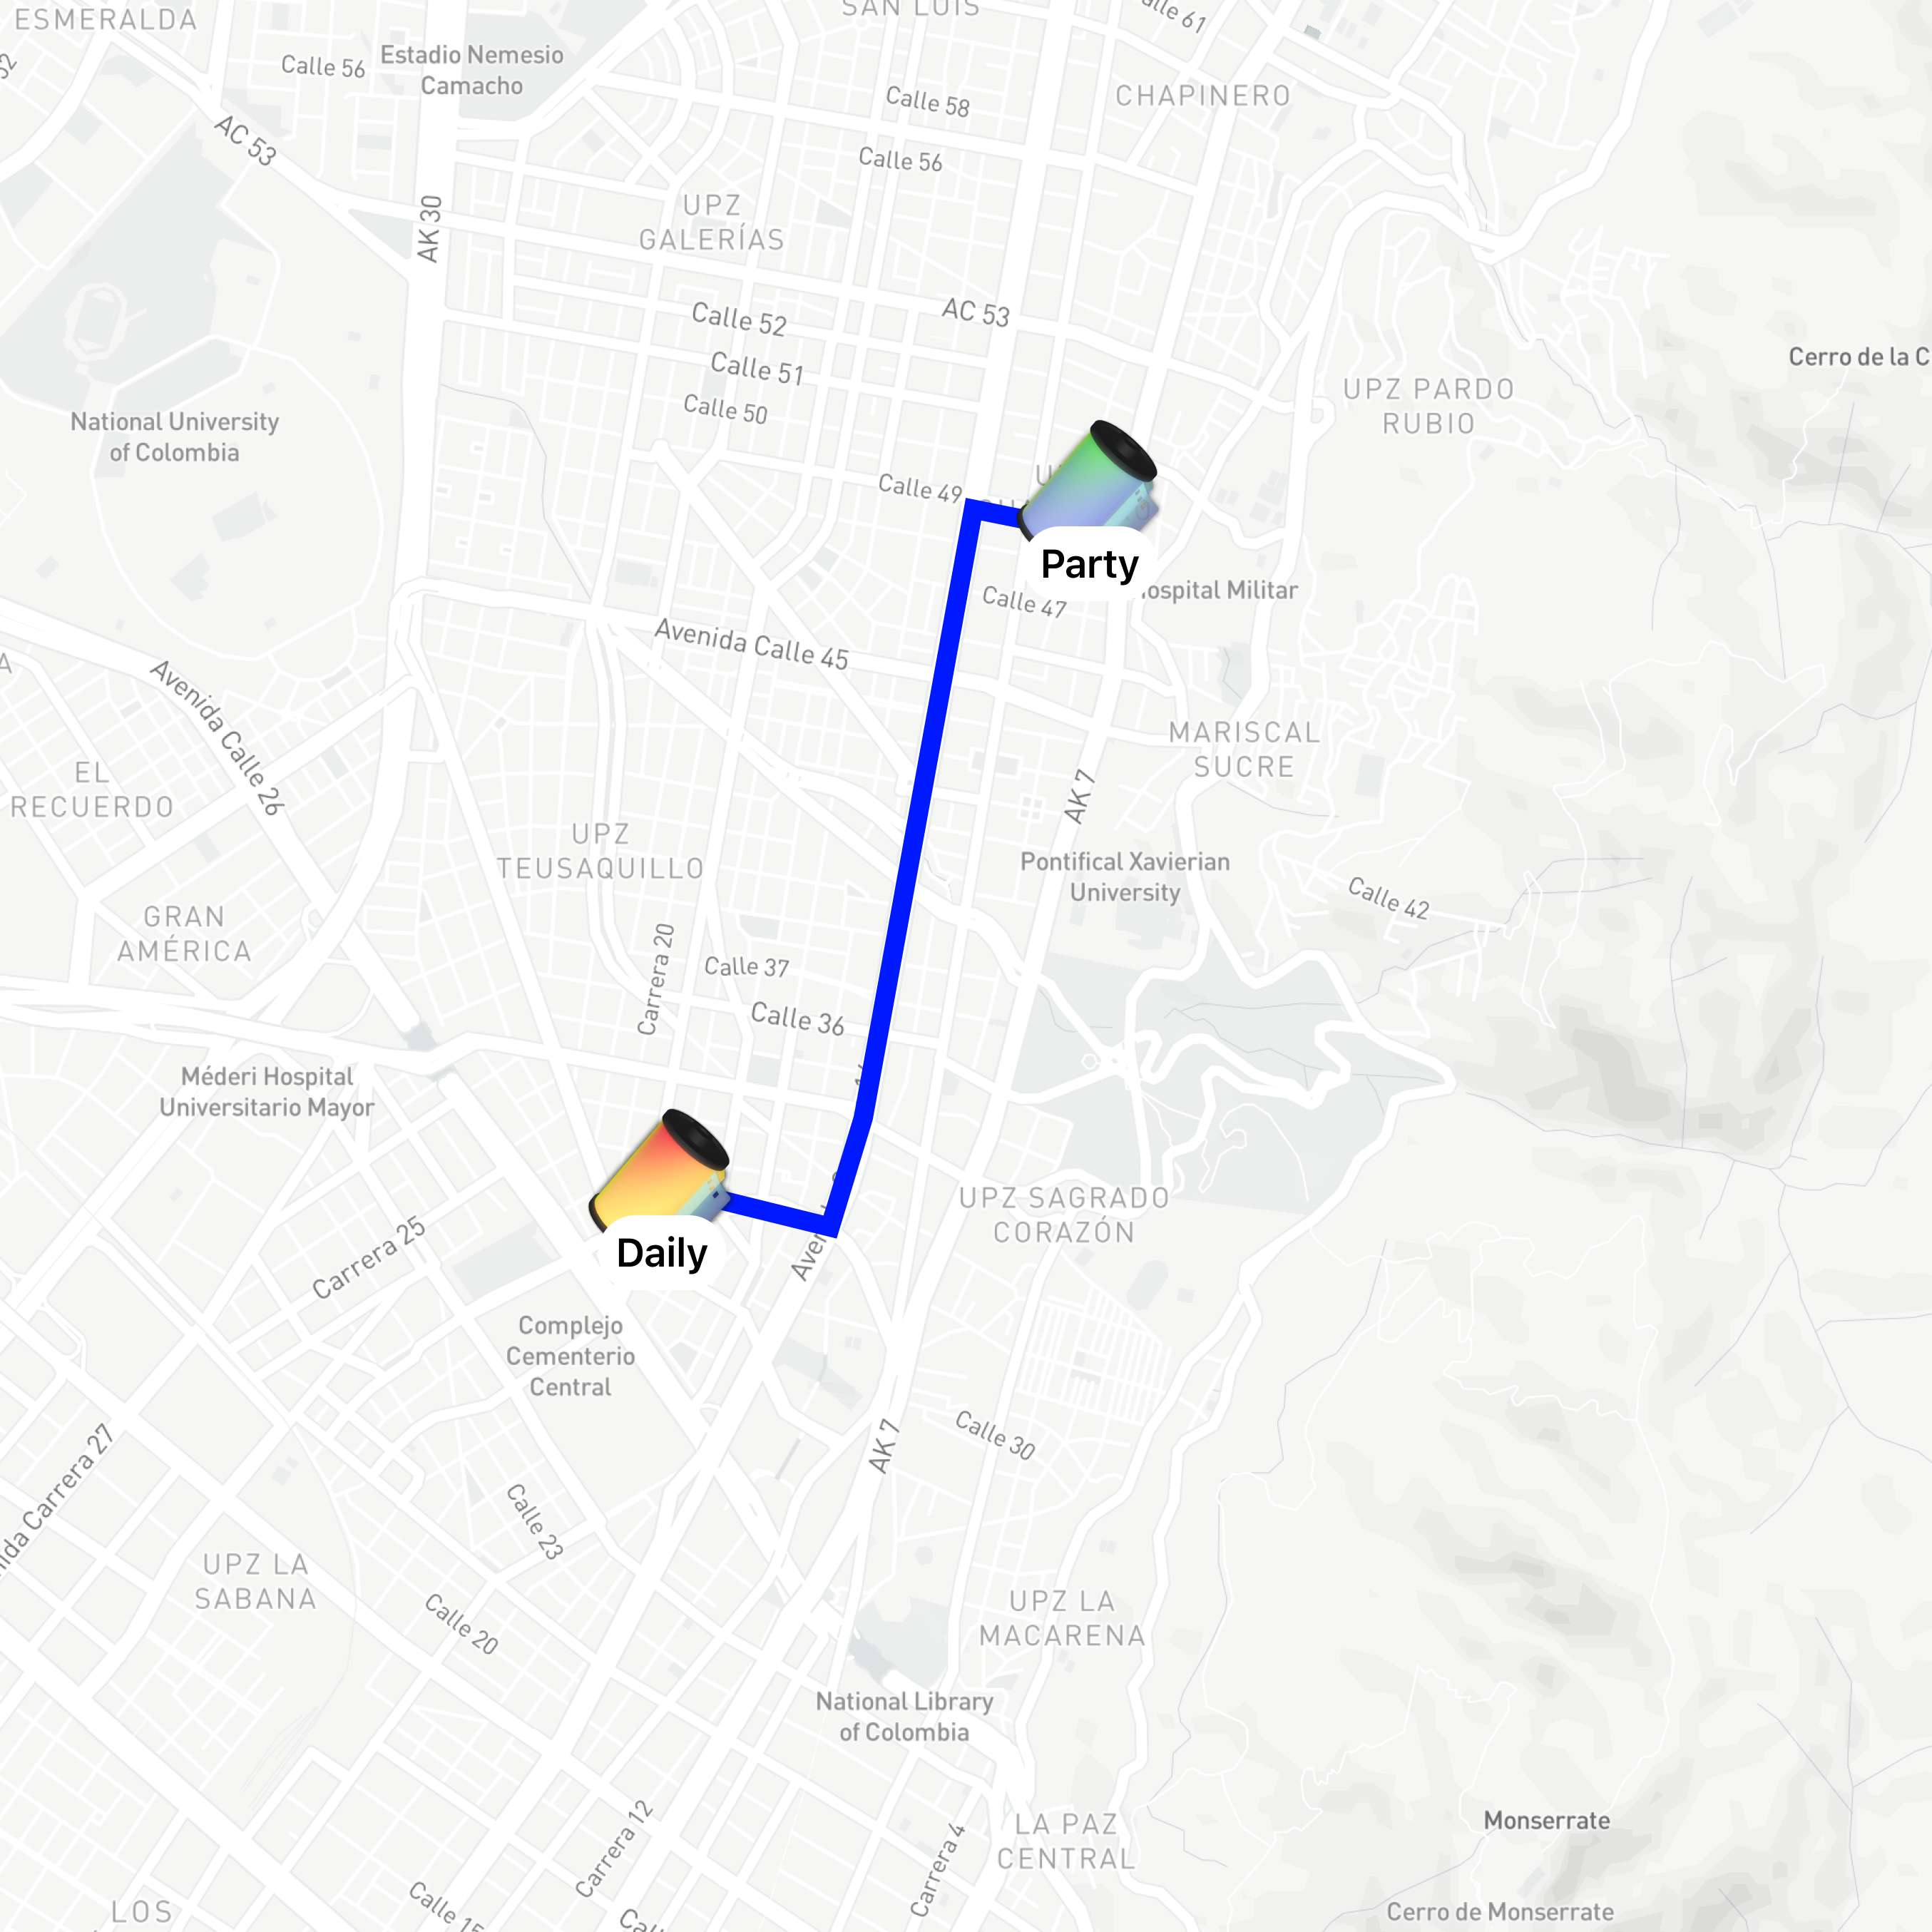 ESMERALDA
SAN LUIS
Calle 56
Estadio Nemesio
Camacho
Calle 58
CHAPINERO
AC 53
Calle 56
AK 30
UPZ
GALERÍAS
Calle 52
AC 53
Calle 51
Cerro de la C
Calle 50
UPZ PARDO
RUBIO
National University
of Colombia
Calle 49
Party
Calle 47
ospital Militar
Avenida Calle 45
Avenida Calle 26
MARISCAL
SUCRE
EL
RECUERDO
AK 7
UPZ
TEUSAQUILLO
Pontifical Xavierian
University
Calle 42
GRAN
AMÉRICA
Carrera 20
Calle 37
Calle 36
Méderi Hospital
Universitario Mayor
UPZ SAGRADO
CORAZÓN
Daily
Carrera 25
Aven
Complejo
Cementerio
Central
AK 7
Calle 30
nida Carrera 27
Calle 23
UPZ LA
SABANA
Calle 20
UPZ LA
MACARENA
National Library
of Colombia
Monserrate
LA PAZ
CENTRAL
Carrera 12
Carrera 4
LOS
Calle 15
Cerro de Monserrate